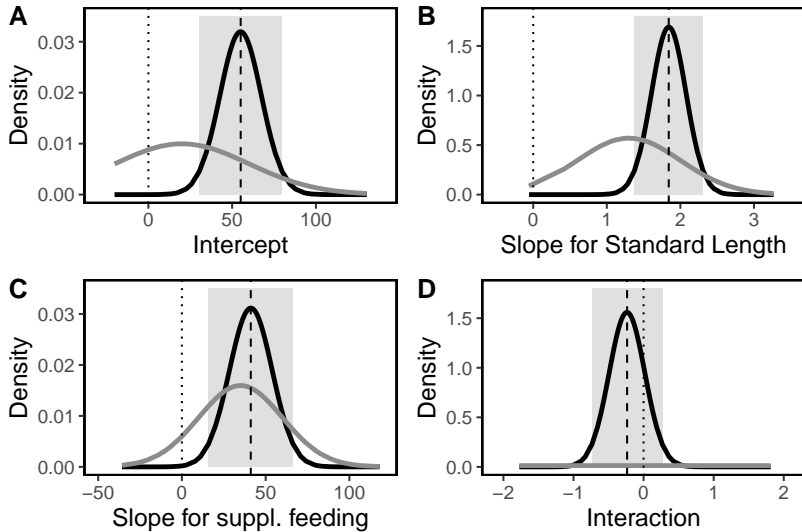 A
Density
0.03
0.02
0.01
0.00
0 50 100
Intercept
B
Density
1.5
1.0
0.5
0.0
0 1 2 3
Slope for Standard Length
C
Density
0.03
0.02
0.01
0.00
−50 0 50 100
Slope for suppl. feeding
D
Density
1.5
1.0
0.5
0.0
−2 −1 0 1 2
Interaction